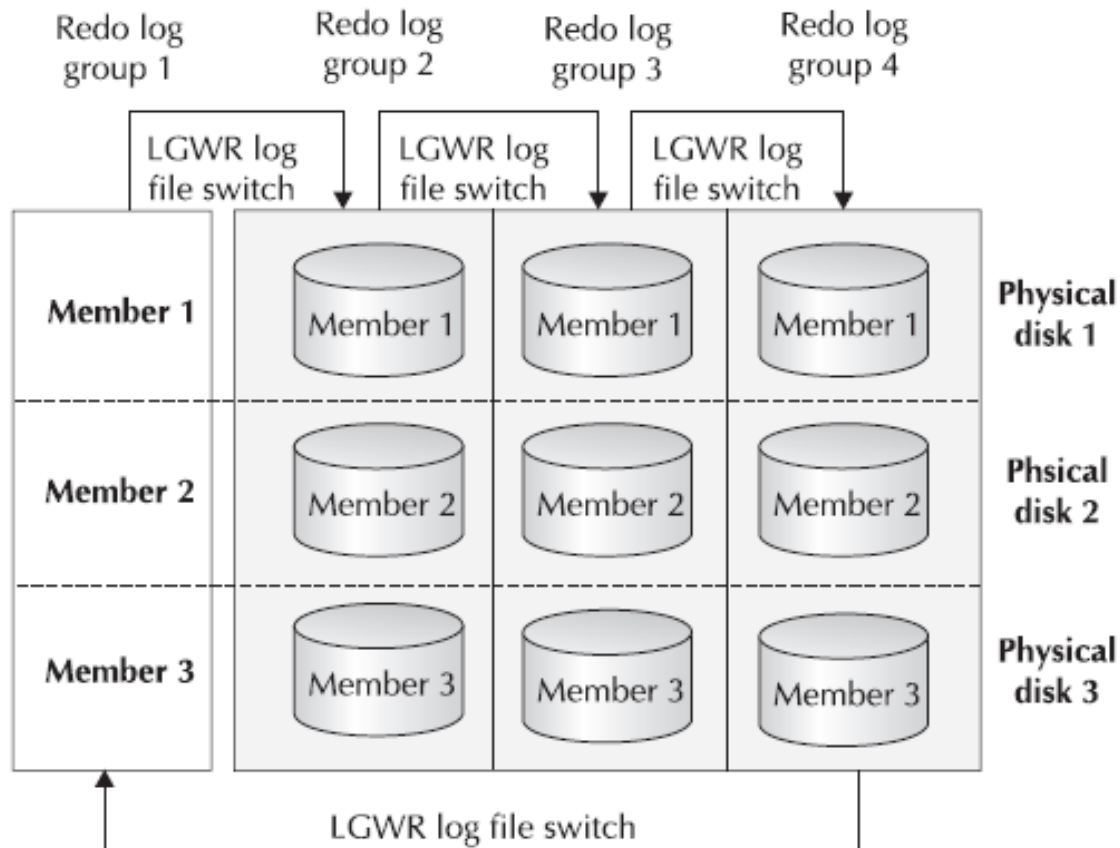 Redo log
group 1
Redo log
group 2
Redo log
group 3
Redo log
group 4
LGWR log
file switch
LGWR log
file switch
LGWR log
file switch
Member 1
Member 1
Member 1
Member 1
Physical
disk 1
Member 2
Member 2
Member 2
Member 2
Phsical
disk 2
Member 3
Member 3
Member 3
Member 3
Physical
disk 3
LGWR log file switch